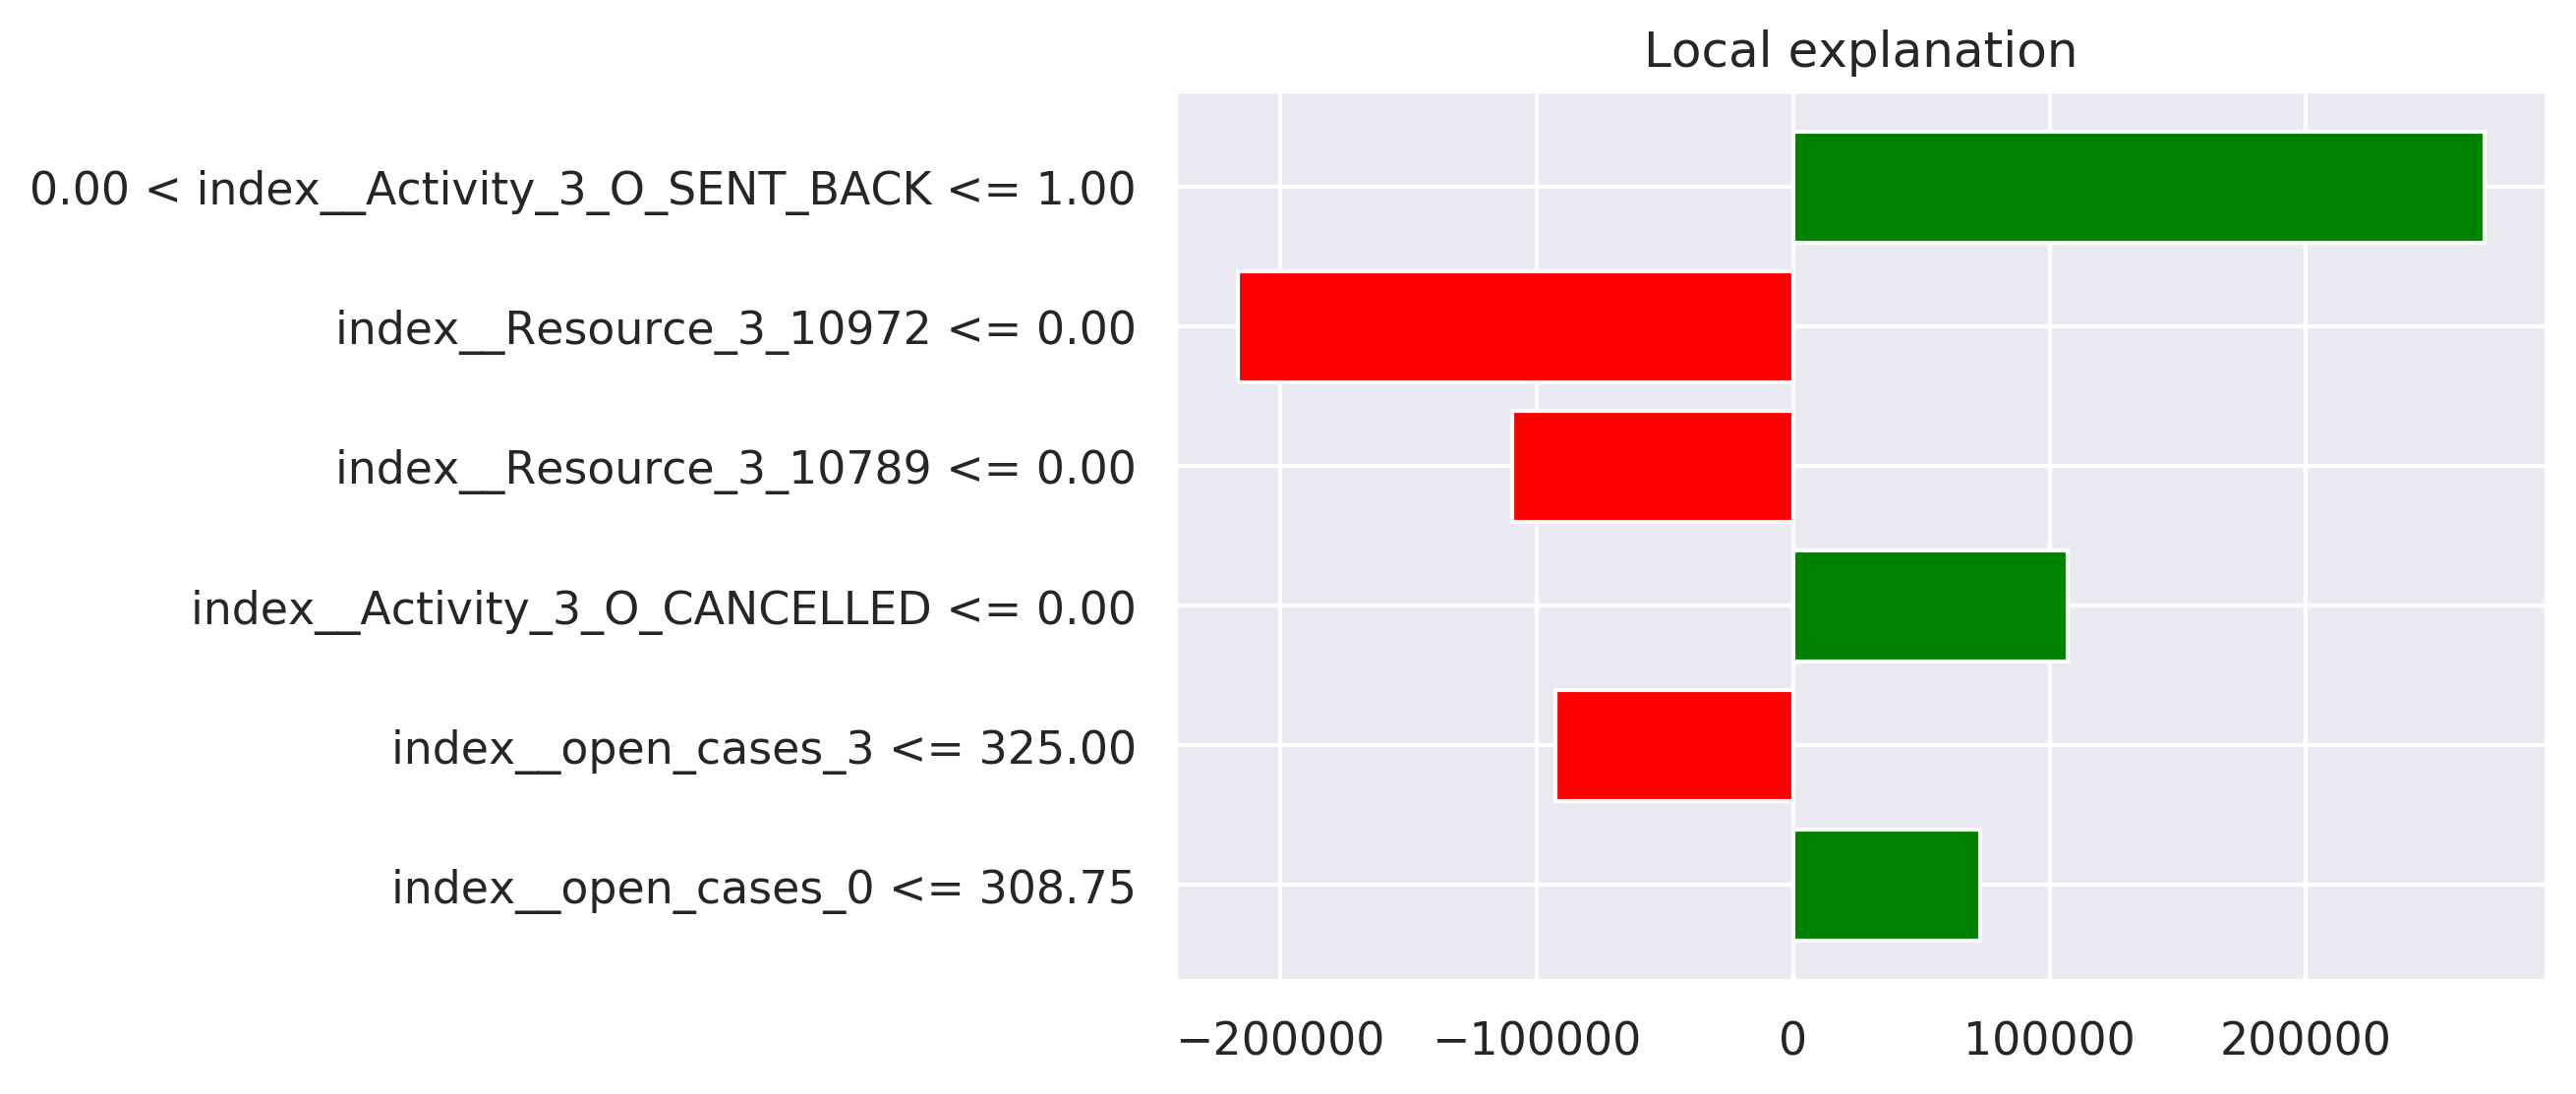 Local explanation
0.00 < index__Activity_3_O_SENT_BACK <= 1.00
index__Resource_3_10972 <= 0.00
index__Resource_3_10789 <= 0.00
index__Activity_3_O_CANCELLED <= 0.00
index__open_cases_3 <= 325.00
index__open_cases_0 <= 308.75
−200000 −100000 0 100000 200000